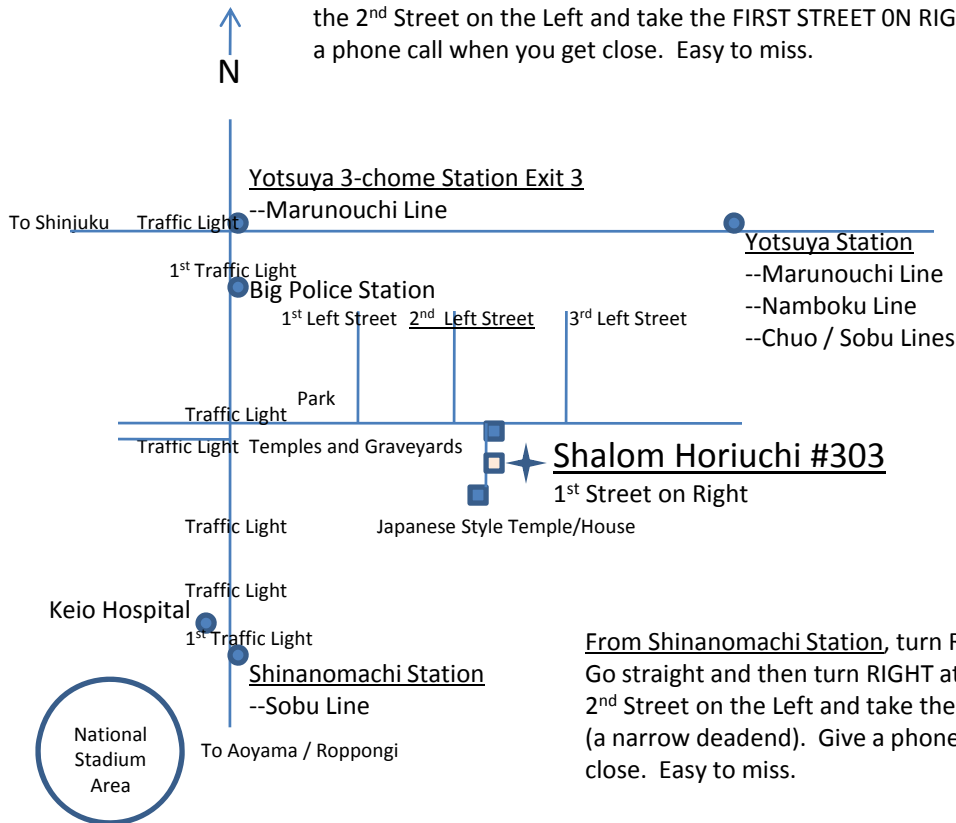 the 2nd Street on the Left and take the FIRST STREET 0N RIG
a phone call when you get close.  Easy to miss.
N
Yotsuya 3-chome Station Exit 3
--Marunouchi Line
To Shinjuku
Traffic Light
Yotsuya Station
--Marunouchi Line
--Namboku Line
--Chuo / Sobu Lines
1st Traffic Light
Big Police Station
1st Left Street
2nd Left Street
3rd Left Street
Park
Traffic Light
Traffic Light
Temples and Graveyards
Shalom Horiuchi #303
1st Street on Right
Traffic Light
Japanese Style Temple/House
Traffic Light
Keio Hospital
1st Traffic Light
Shinanomachi Station
--Sobu Line
National
Stadium
Area
To Aoyama / Roppongi
From Shinanomachi Station, turn R
Go straight and then turn RIGHT at
2nd Street on the Left and take the
(a narrow deadend).  Give a phone
close.  Easy to miss.